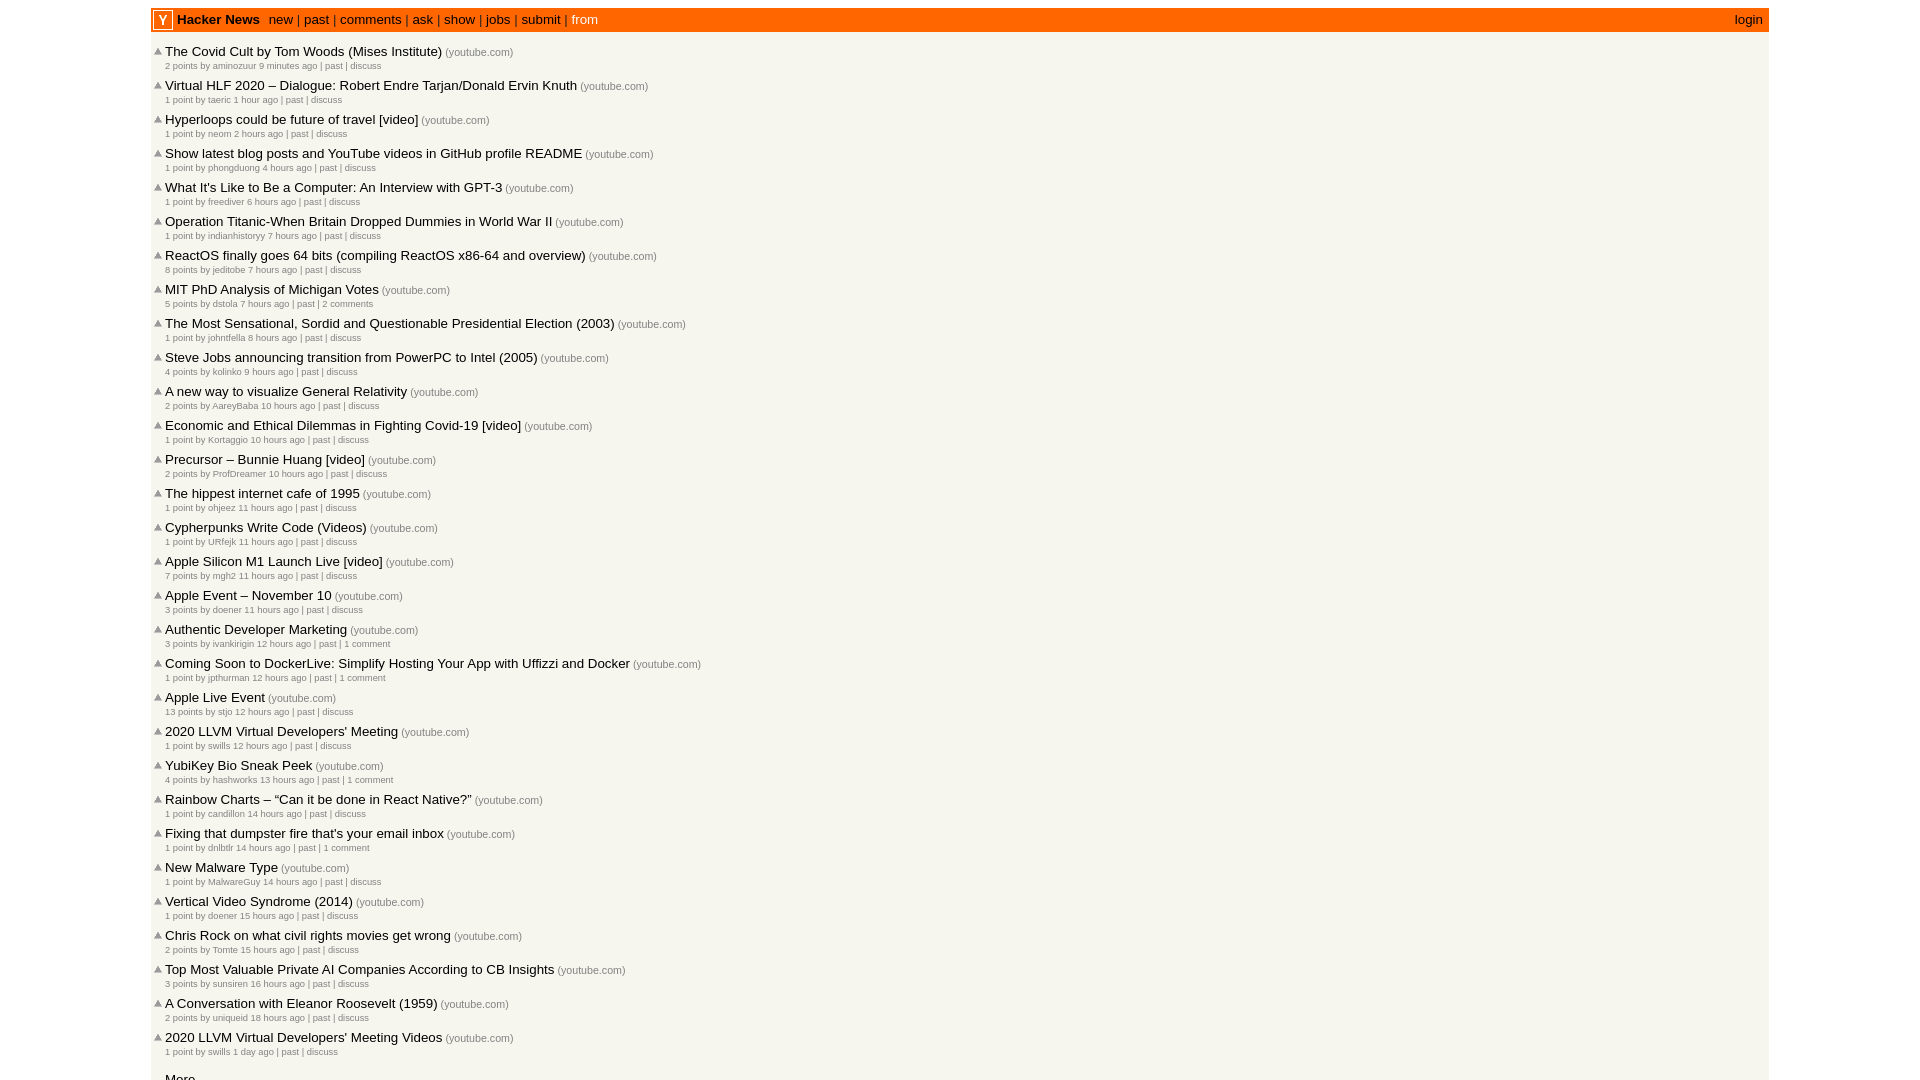 Y Hacker News new | past | comments | ask | show | jobs | submit | from login
The Covid Cult by Tom Woods (Mises Institute) (youtube.com)
2 points by aminozuur 9 minutes ago | past | discuss
Virtual HLF 2020 – Dialogue: Robert Endre Tarjan/Donald Ervin Knuth (youtube.com)
1 point by taeric 1 hour ago | past | discuss
Hyperloops could be future of travel [video] (youtube.com)
1 point by neom 2 hours ago | past | discuss
Show latest blog posts and YouTube videos in GitHub profile README (youtube.com)
1 point by phongduong 4 hours ago | past | discuss
What It's Like to Be a Computer: An Interview with GPT-3 (youtube.com)
1 point by freediver 6 hours ago | past | discuss
Operation Titanic-When Britain Dropped Dummies in World War II (youtube.com)
1 point by indianhistoryy 7 hours ago | past | discuss
ReactOS finally goes 64 bits (compiling ReactOS x86-64 and overview) (youtube.com)
8 points by jeditobe 7 hours ago | past | discuss
MIT PhD Analysis of Michigan Votes (youtube.com)
5 points by dstola 7 hours ago | past | 2 comments
The Most Sensational, Sordid and Questionable Presidential Election (2003) (youtube.com)
1 point by johntfella 8 hours ago | past | discuss
Steve Jobs announcing transition from PowerPC to Intel (2005) (youtube.com)
4 points by kolinko 9 hours ago | past | discuss
A new way to visualize General Relativity (youtube.com)
2 points by AareyBaba 10 hours ago | past | discuss
Economic and Ethical Dilemmas in Fighting Covid-19 [video] (youtube.com)
1 point by Kortaggio 10 hours ago | past | discuss
Precursor – Bunnie Huang [video] (youtube.com)
2 points by ProfDreamer 10 hours ago | past | discuss
The hippest internet cafe of 1995 (youtube.com)
1 point by ohjeez 11 hours ago | past | discuss
Cypherpunks Write Code (Videos) (youtube.com)
1 point by URfejk 11 hours ago | past | discuss
Apple Silicon M1 Launch Live [video] (youtube.com)
7 points by mgh2 11 hours ago | past | discuss
Apple Event – November 10 (youtube.com)
3 points by doener 11 hours ago | past | discuss
Authentic Developer Marketing (youtube.com)
3 points by ivankirigin 12 hours ago | past | 1 comment
Coming Soon to DockerLive: Simplify Hosting Your App with Uffizzi and Docker (youtube.com)
1 point by jpthurman 12 hours ago | past | 1 comment
Apple Live Event (youtube.com)
13 points by stjo 12 hours ago | past | discuss
2020 LLVM Virtual Developers' Meeting (youtube.com)
1 point by swills 12 hours ago | past | discuss
YubiKey Bio Sneak Peek (youtube.com)
4 points by hashworks 13 hours ago | past | 1 comment
Rainbow Charts – “Can it be done in React Native?” (youtube.com)
1 point by candillon 14 hours ago | past | discuss
Fixing that dumpster fire that's your email inbox (youtube.com)
1 point by dnlbtlr 14 hours ago | past | 1 comment
New Malware Type (youtube.com)
1 point by MalwareGuy 14 hours ago | past | discuss
Vertical Video Syndrome (2014) (youtube.com)
1 point by doener 15 hours ago | past | discuss
Chris Rock on what civil rights movies get wrong (youtube.com)
2 points by Tomte 15 hours ago | past | discuss
Top Most Valuable Private AI Companies According to CB Insights (youtube.com)
3 points by sunsiren 16 hours ago | past | discuss
A Conversation with Eleanor Roosevelt (1959) (youtube.com)
2 points by uniqueid 18 hours ago | past | discuss
2020 LLVM Virtual Developers' Meeting Videos (youtube.com)
1 point by swills 1 day ago | past | discuss
More